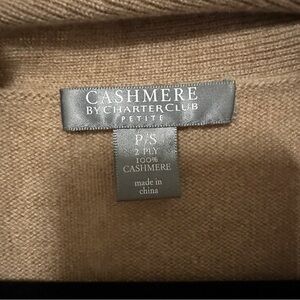 CASHMERE
BY CHARTER CLUB
PETITE
P/S
2 PLY
100%
CASHMERE
made in
china